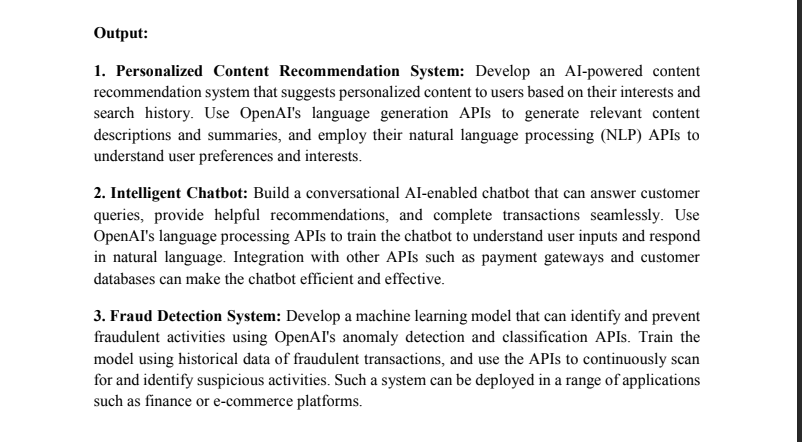 Output:
1. Personalized Content Recommendation System: Develop an AI-powered content
recommendation system that suggests personalized content to users based on their interests and
search history. Use OpenAI's language generation APIs to generate relevant content
descriptions and summaries, and employ their natural language processing (NLP) APIs to
understand user preferences and interests.
2. Intelligent Chatbot: Build a conversational AI-enabled chatbot that can answer customer
queries, provide helpful recommendations, and complete transactions seamlessly. Use
OpenAI's language processing APIs to train the chatbot to understand user inputs and respond
in natural language. Integration with other APIs such as payment gateways and customer
databases can make the chatbot efficient and effective.
3. Fraud Detection System: Develop a machine learning model that can identify and prevent
fraudulent activities using OpenAI's anomaly detection and classification APIs. Train the
model using historical data of fraudulent transactions, and use the APIs to continuously scan
for and identify suspicious activities. Such a system can be deployed in a range of applications
such as finance or e-commerce platforms.